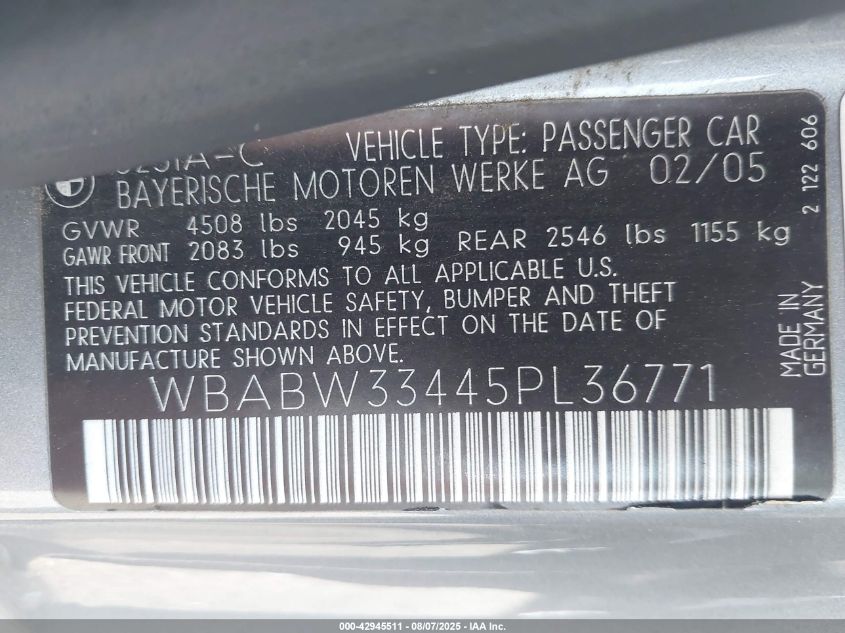 VEHICLE TYPE: PASSENGER CAR
BAYERISCHE MOTOREN WERKE AG 02/05
GVWR 4508 lbs 2045 kg
GAWR FRONT 2083 lbs 945 kg REAR 2546 lbs 1155 kg
THIS VEHICLE CONFORMS TO ALL APPLICABLE U.S.
FEDERAL MOTOR VEHICLE SAFETY, BUMPER AND THEFT
PREVENTION STANDARDS IN EFFECT ON THE DATE OF
MANUFACTURE SHOWN ABOVE.
WBABW33445PL36771
2 122 606
MADE IN
GERMANY
000-42945511 - 08/07/2025 - IAA Inc.